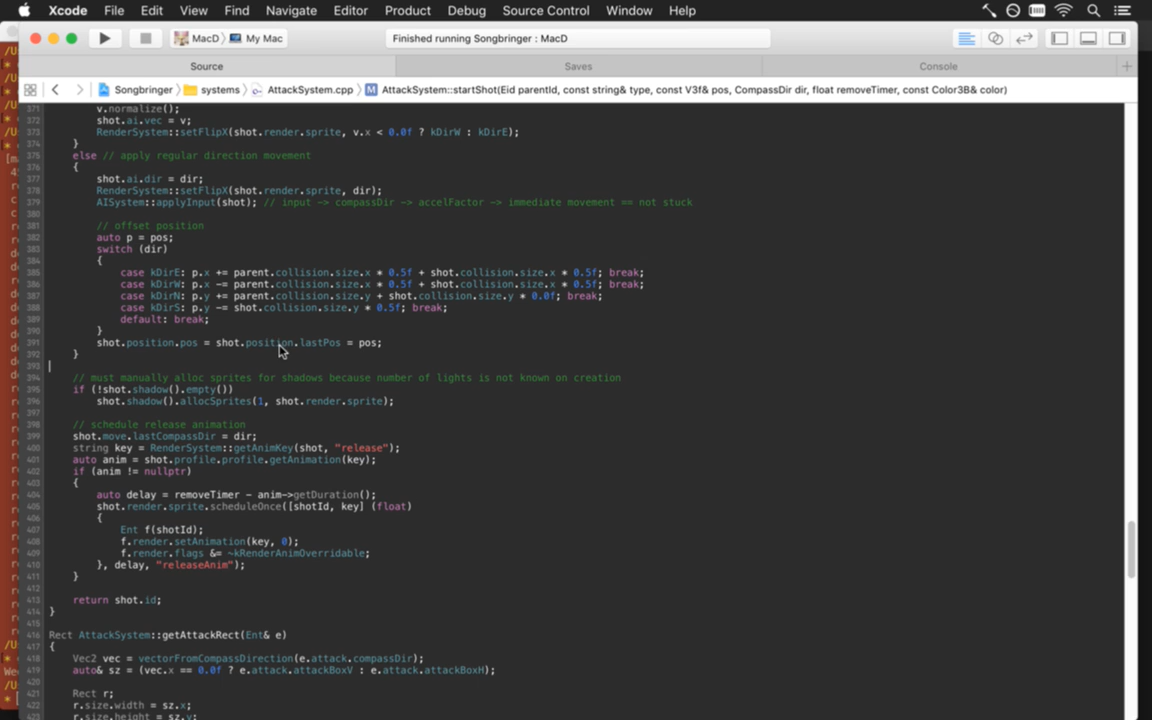 Xcode File Edit View Find Navigate Editor Product Debug Source Control Window Help
MacD My Mac
Finished running Songbringer : MacD
Source Saves Console
Songbringer systems AttackSystem.cpp M AttackSystem::startShot(Eid parentId, const string& type, const V3f& pos, CompassDir dir, float removeTimer, const Color3B& color)
371 v.normalize();
372 shot.ai.vec = v;
373 RenderSystem::setFlipX(shot.render.sprite, v.x < 0.0f ? kDirW : kDirE);
374 }
375 else // apply regular direction movement
376 {
377 shot.ai.dir = dir;
378 RenderSystem::setFlipX(shot.render.sprite, dir);
379 AISystem::applyInput(shot); // input -> compassDir -> accelFactor -> immediate movement == not stuck
380
381 // offset position
382 auto p = pos;
383 switch (dir)
384 {
385 case kDirE: p.x += parent.collision.size.x * 0.5f + shot.collision.size.x * 0.5f; break;
386 case kDirW: p.x -= parent.collision.size.x * 0.5f + shot.collision.size.x * 0.5f; break;
387 case kDirN: p.y += parent.collision.size.y + shot.collision.size.y * 0.0f; break;
388 case kDirS: p.y -= shot.collision.size.y * 0.5f; break;
389 default: break;
390 }
391 shot.position.pos = shot.position.lastPos = pos;
392 }
393
394 // must manually alloc sprites for shadows because number of lights is not known on creation
395 if (!shot.shadow().empty())
396 shot.shadow().allocSprites(1, shot.render.sprite);
397
398 // schedule release animation
399 shot.move.lastCompassDir = dir;
400 string key = RenderSystem::getAnimKey(shot, "release");
401 auto anim = shot.profile.profile.getAnimation(key);
402 if (anim != nullptr)
403 {
404 auto delay = removeTimer - anim->getDuration();
405 shot.render.sprite.scheduleOnce([shotId, key] (float)
406 {
407 Ent f(shotId);
408 f.render.setAnimation(key, 0);
409 f.render.flags &= ~kRenderAnimOverridable;
410 }, delay, "releaseAnim");
411 }
412
413 return shot.id;
414 }
415
416 Rect AttackSystem::getAttackRect(Ent& e)
417 {
418 Vec2 vec = vectorFromCompassDirection(e.attack.compassDir);
419 auto& sz = (vec.x == 0.0f ? e.attack.attackBoxV : e.attack.attackBoxH);
420
421 Rect r;
422 r.size.width = sz.x;
423 r.size.height = sz.y;